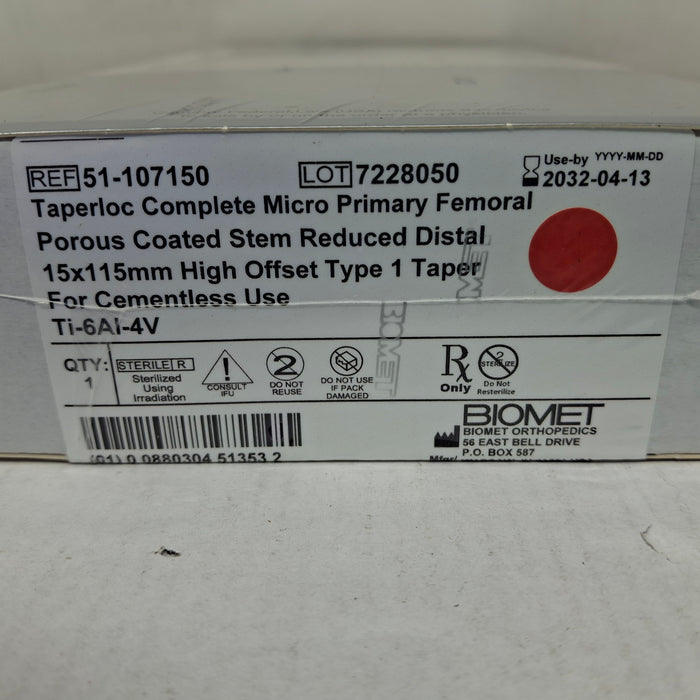 REF 51-107150 LOT 7228050 Use-by YYYY-MM-DD
2032-04-13
Taperloc Complete Micro Primary Femoral
Porous Coated Stem Reduced Distal
15x115mm High Offset Type 1 Taper
For Cementless Use
Ti-6Al-4V
BIOMET
QTY:
1
STERILE R
Sterilized
Using
Irradiation
!
CONSULT
IFU
2
DO NOT
REUSE
DO NOT USE
IF PACK
DAMAGED
Rx
Only
2
STERILIZE
Do Not
Resterilize
(01) 0 0880304 51353 2
BIOMET
BIOMET ORTHOPEDICS
56 EAST BELL DRIVE
P.O. BOX 587